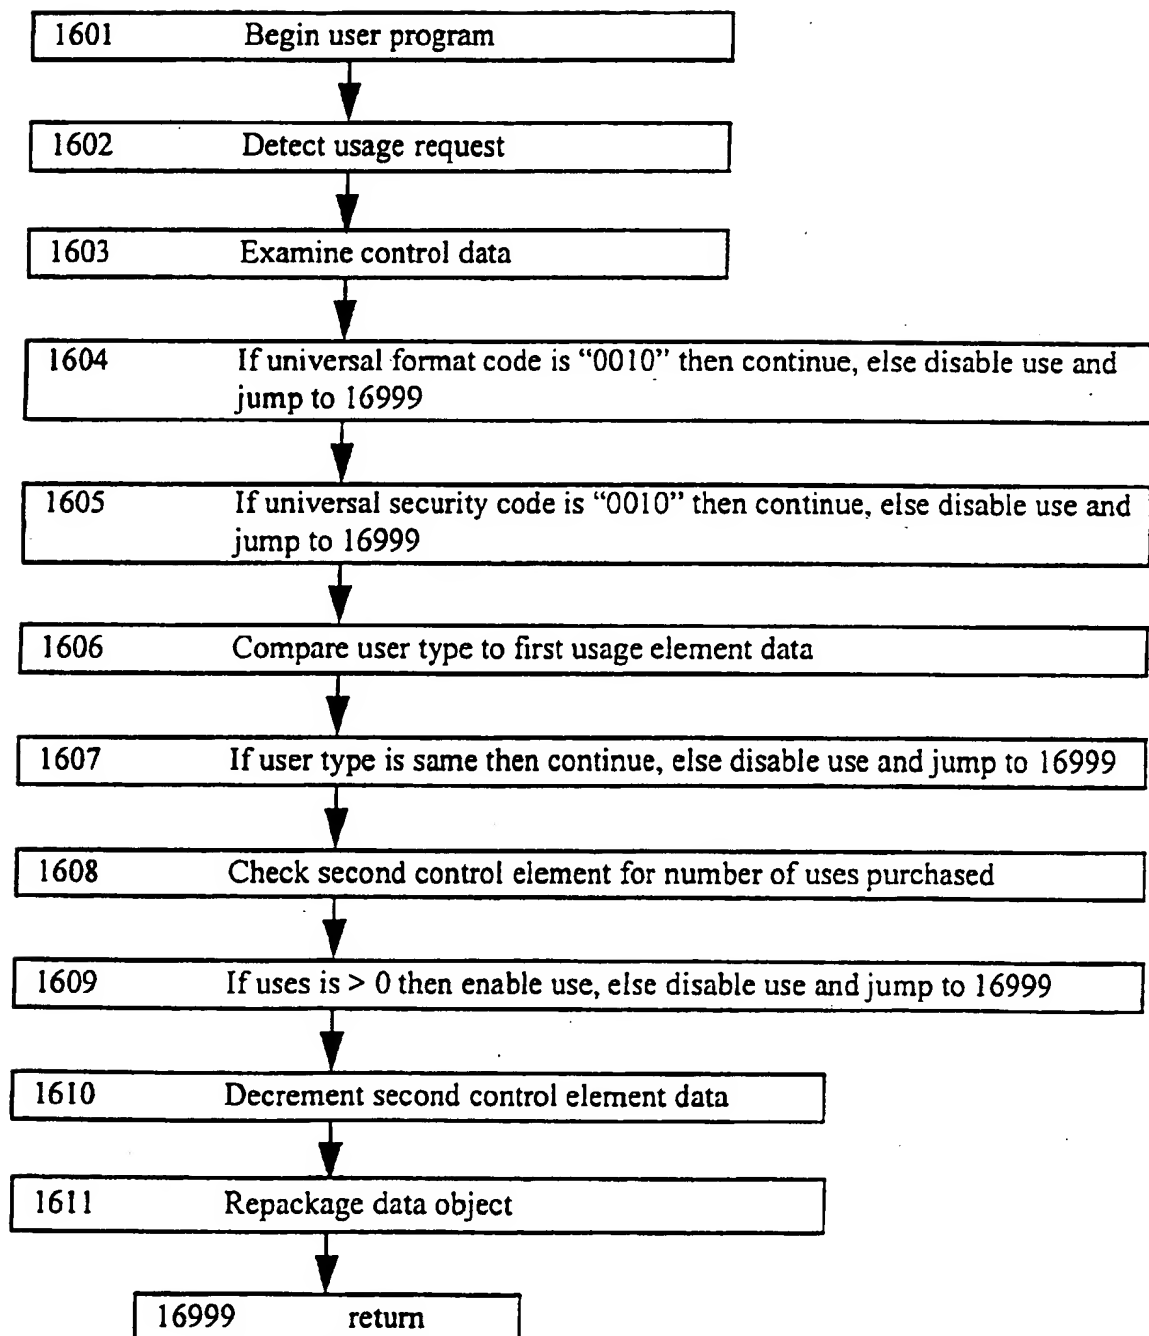 1601 Begin user program
1602 Detect usage request
1603 Examine control data
1604 If universal format code is “0010” then continue, else disable use and
jump to 16999
1605 If universal security code is “0010” then continue, else disable use and
jump to 16999
1606 Compare user type to first usage element data
1607 If user type is same then continue, else disable use and jump to 16999
1608 Check second control element for number of uses purchased
1609 If uses is > 0 then enable use, else disable use and jump to 16999
1610 Decrement second control element data
1611 Repackage data object
16999 return